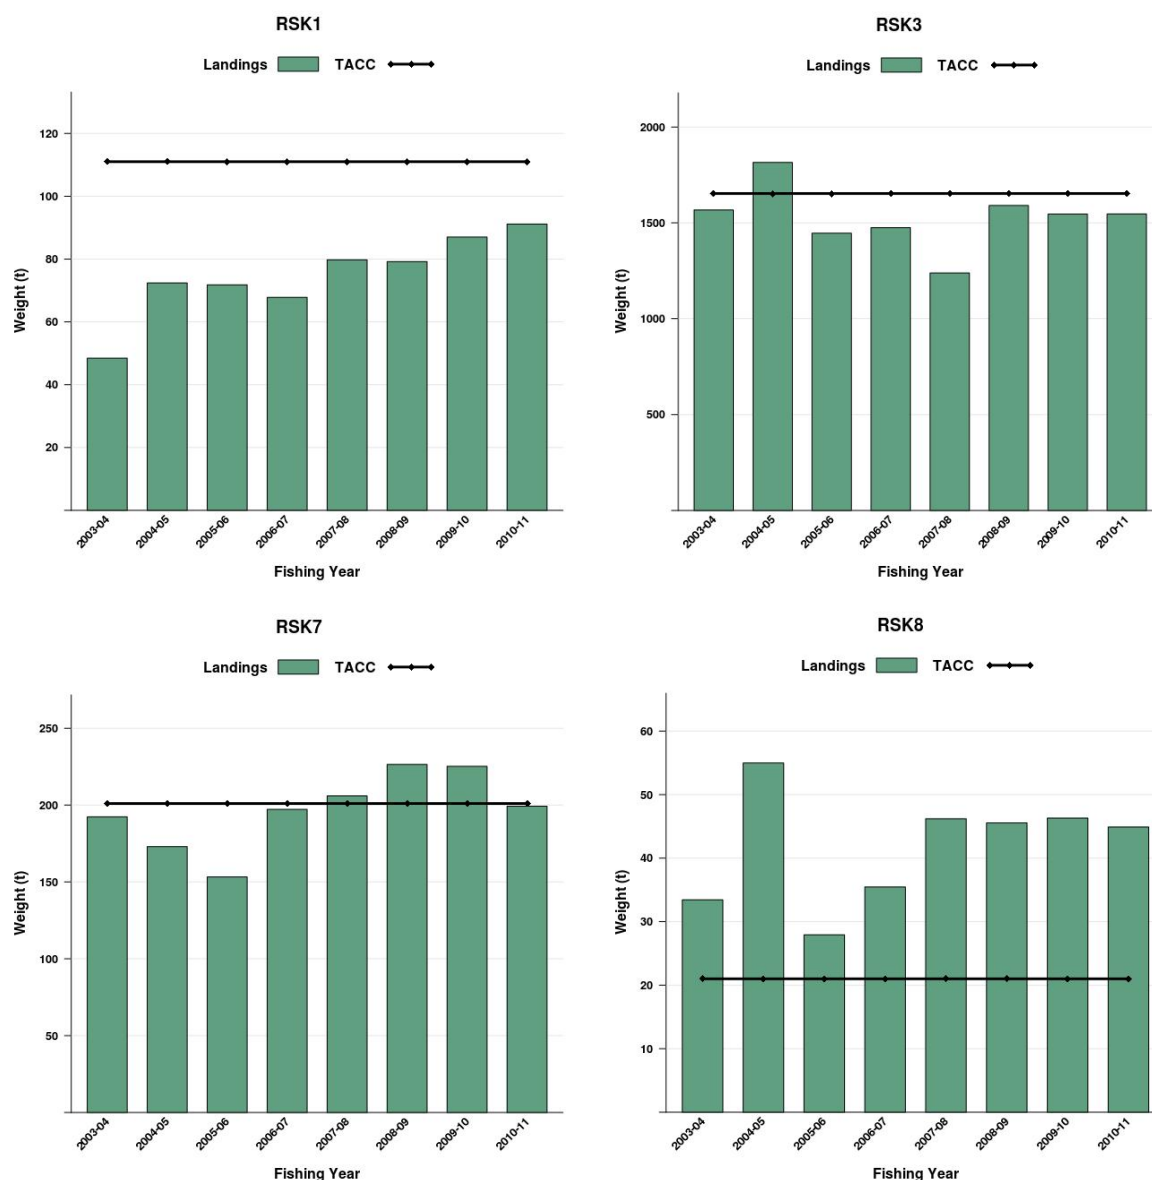 RSK1
Landings TACC
Weight (t)
120
100
80
60
40
20
2003-04 2004-05 2005-06 2006-07 2007-08 2008-09 2009-10 2010-11
Fishing Year
RSK3
Landings TACC
Weight (t)
2000
1500
1000
500
2003-04 2004-05 2005-06 2006-07 2007-08 2008-09 2009-10 2010-11
Fishing Year
RSK7
Landings TACC
Weight (t)
250
200
150
100
50
2003-04 2004-05 2005-06 2006-07 2007-08 2008-09 2009-10 2010-11
Fishing Year
RSK8
Landings TACC
Weight (t)
60
50
40
30
20
10
2003-04 2004-05 2005-06 2006-07 2007-08 2008-09 2009-10 2010-11
Fishing Year